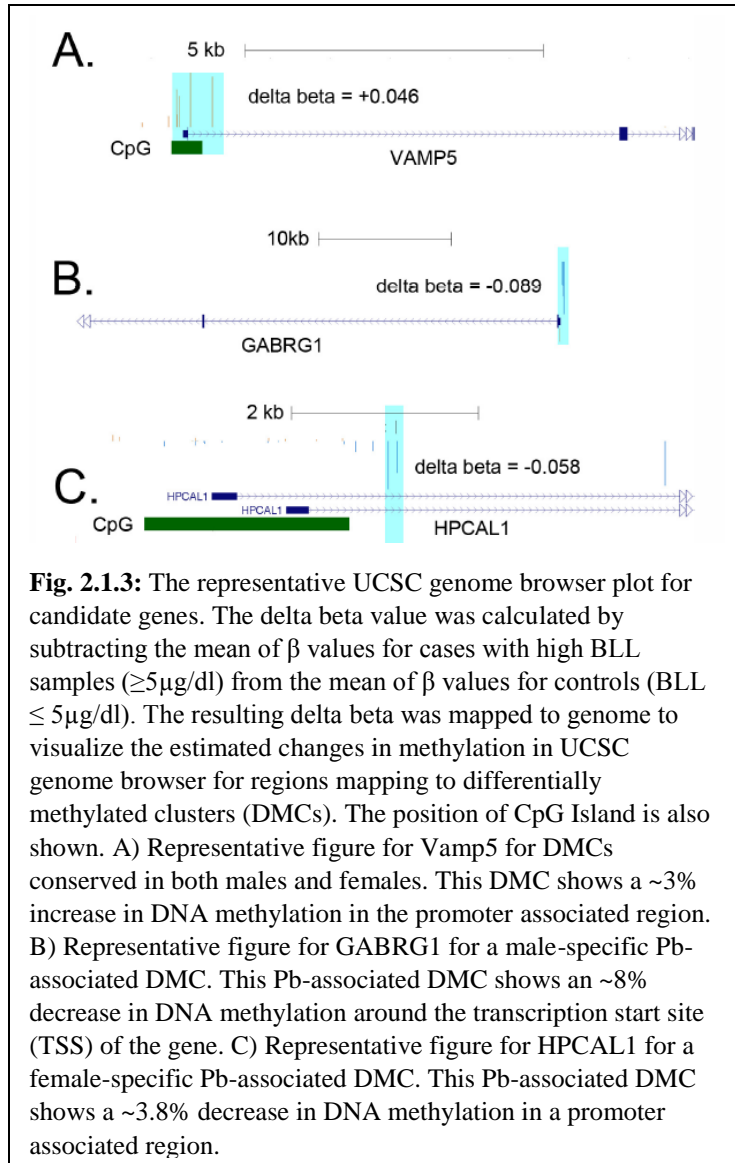 A.
5 kb
delta beta = +0.046
CpG
VAMP5
10kb
B.
delta beta = -0.089
GABRG1
2 kb
delta beta = -0.058
C.
HPCAL1
HPCAL1
CpG
HPCAL1
Fig. 2.1.3: The representative UCSC genome browser plot for
candidate genes. The delta beta value was calculated by
subtracting the mean of β values for cases with high BLL
samples (≥5µg/dl) from the mean of β values for controls (BLL
≤ 5µg/dl). The resulting delta beta was mapped to genome to
visualize the estimated changes in methylation in UCSC
genome browser for regions mapping to differentially
methylated clusters (DMCs). The position of CpG Island is also
shown. A) Representative figure for Vamp5 for DMCs
conserved in both males and females. This DMC shows a ~3%
increase in DNA methylation in the promoter associated region.
B) Representative figure for GABRG1 for a male-specific Pb-
associated DMC. This Pb-associated DMC shows an ~8%
decrease in DNA methylation around the transcription start site
(TSS) of the gene. C) Representative figure for HPCAL1 for a
female-specific Pb-associated DMC. This Pb-associated DMC
shows a ~3.8% decrease in DNA methylation in a promoter
associated region.